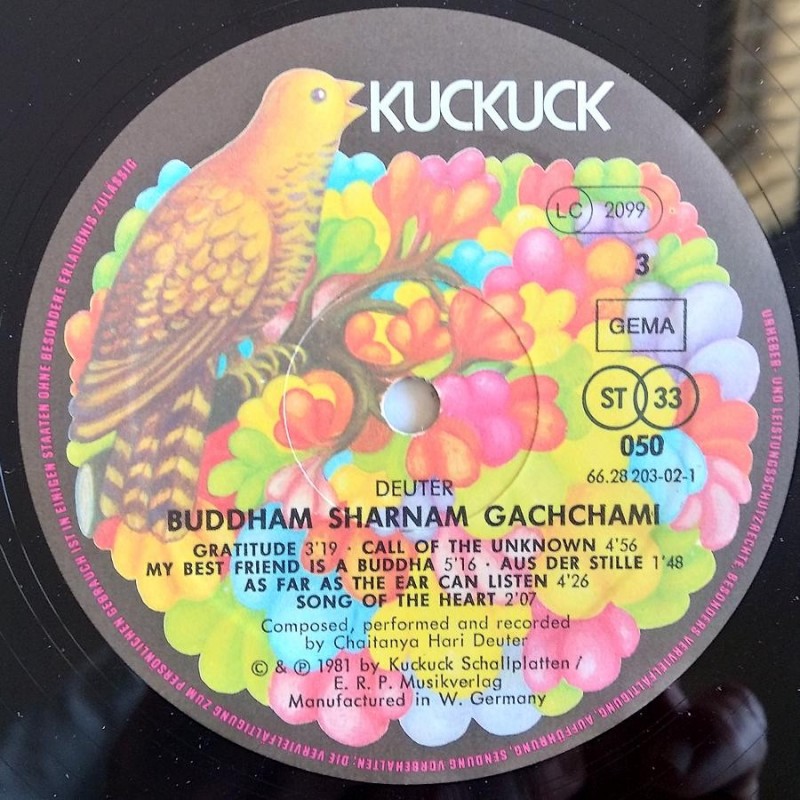 KUCKUCK
LC 2099
3
GEMA
ST 33
050
66.28 203-02-1
DEUTER
BUDDHAM SHARNAM GACHCHAMI
GRATITUDE 3'19 · CALL OF THE UNKNOWN 4'56
MY BEST FRIEND IS A BUDDHA 5'16 · AUS DER STILLE 1'48
AS FAR AS THE EAR CAN LISTEN 4'26
SONG OF THE HEART 2'07
Composed, performed and recorded
by Chaitanya Hari Deuter
© & ℗ 1981 by Kuckuck Schallplatten /
E. R. P. Musikverlag
Manufactured in W. Germany
URHEBER- UND LEISTUNGSSCHUTZRECHTE, BESONDERS VERVIELFÄLTIGUNG, AUFFÜHRUNG, SENDUNG VORBEHALTEN; DIE VERVIELFÄLTIGUNG ZUM PERSÖNLICHEN GEBRAUCH IST IN EINIGEN STAATEN OHNE BESONDERE ERLAUBNIS ZULÄSSIG